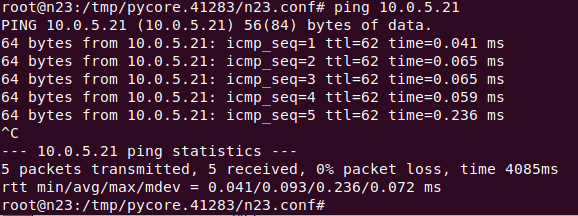 root@n23:/tmp/pycore.41283/n23.conf# ping 10.0.5.21
PING 10.0.5.21 (10.0.5.21) 56(84) bytes of data.
64 bytes from 10.0.5.21: icmp_seq=1 ttl=62 time=0.041 ms
64 bytes from 10.0.5.21: icmp_seq=2 ttl=62 time=0.065 ms
64 bytes from 10.0.5.21: icmp_seq=3 ttl=62 time=0.065 ms
64 bytes from 10.0.5.21: icmp_seq=4 ttl=62 time=0.059 ms
64 bytes from 10.0.5.21: icmp_seq=5 ttl=62 time=0.236 ms
^C
--- 10.0.5.21 ping statistics ---
5 packets transmitted, 5 received, 0% packet loss, time 4085ms
rtt min/avg/max/mdev = 0.041/0.093/0.236/0.072 ms
root@n23:/tmp/pycore.41283/n23.conf#